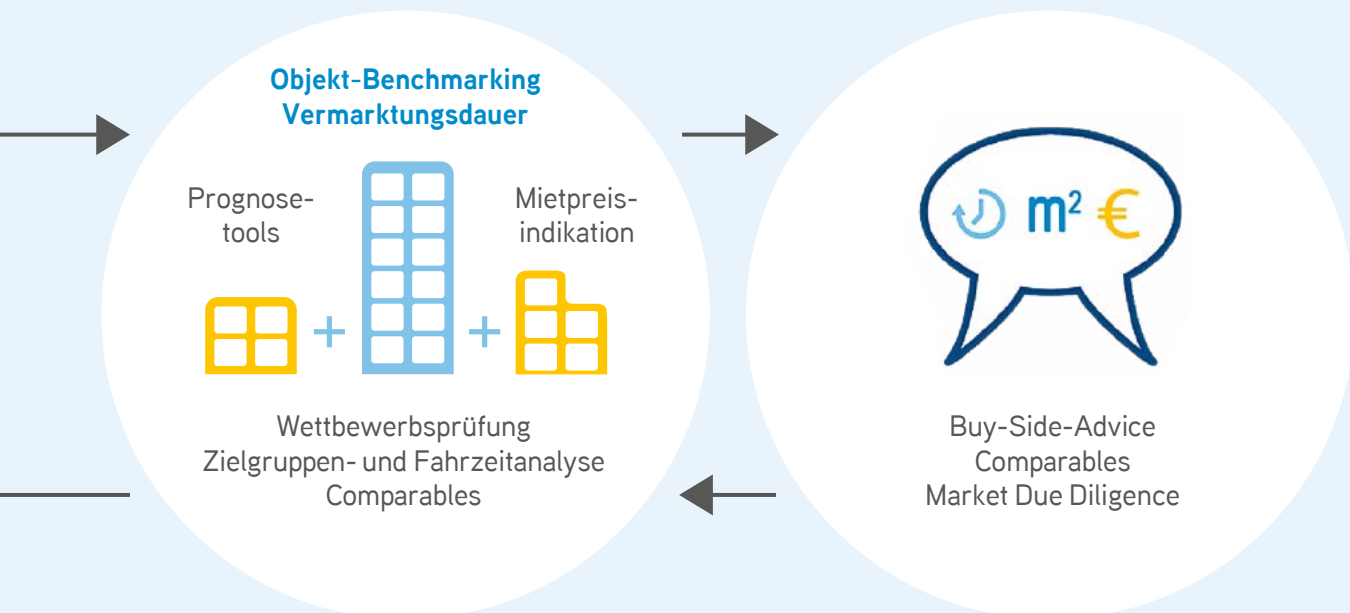 Objekt-Benchmarking
Vermarktungsdauer
Prognose-
tools
Mietpreis-
indikation
Wettbewerbsprüfung
Zielgruppen- und Fahrzeitanalyse
Comparables
m² €
Buy-Side-Advice
Comparables
Market Due Diligence